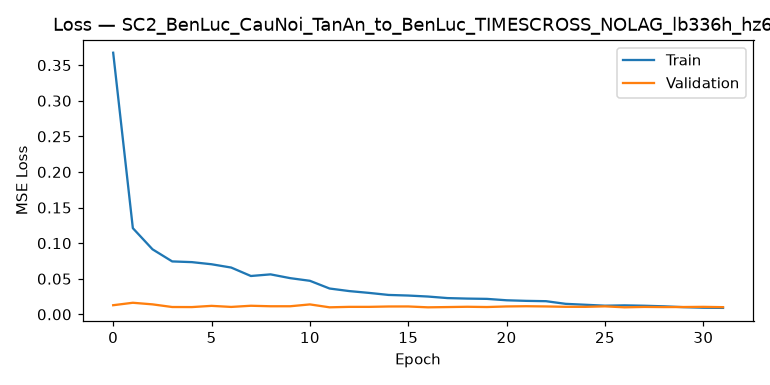 Loss — SC2_BenLuc_CauNoi_TanAn_to_BenLuc_TIMESCROSS_NOLAG_lb336h_hz6
Train
Validation
MSE Loss
0.35
0.30
0.25
0.20
0.15
0.10
0.05
0.00
0 5 10 15 20 25 30
Epoch